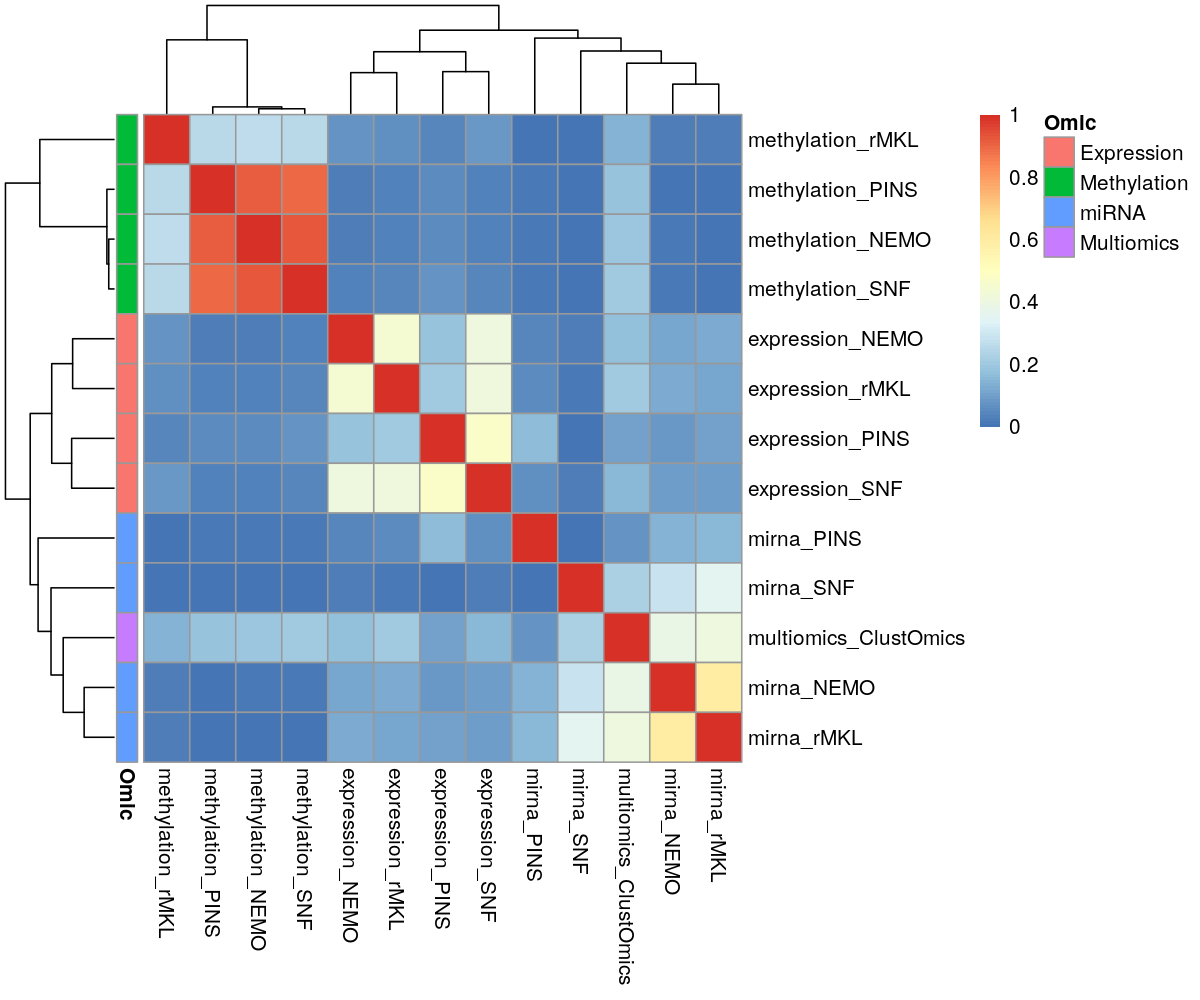 methylation_rMKL
methylation_PINS
methylation_NEMO
methylation_SNF
expression_NEMO
expression_rMKL
expression_PINS
expression_SNF
mirna_PINS
mirna_SNF
multiomics_ClustOmics
mirna_NEMO
mirna_rMKL
1
0.8
0.6
0.4
0.2
0
OmIc
Expression
Methylation
miRNA
Multiomics
OmIc
methylation_rMKL
methylation_PINS
methylation_NEMO
methylation_SNF
expression_NEMO
expression_rMKL
expression_PINS
expression_SNF
mirna_PINS
mirna_SNF
multiomics_ClustOmics
mirna_NEMO
mirna_rMKL